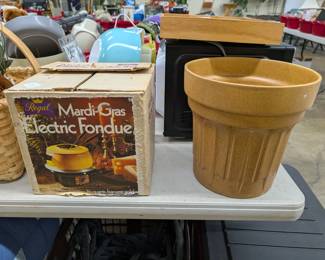 Regal
Mardi-Gras
Electric Fondue